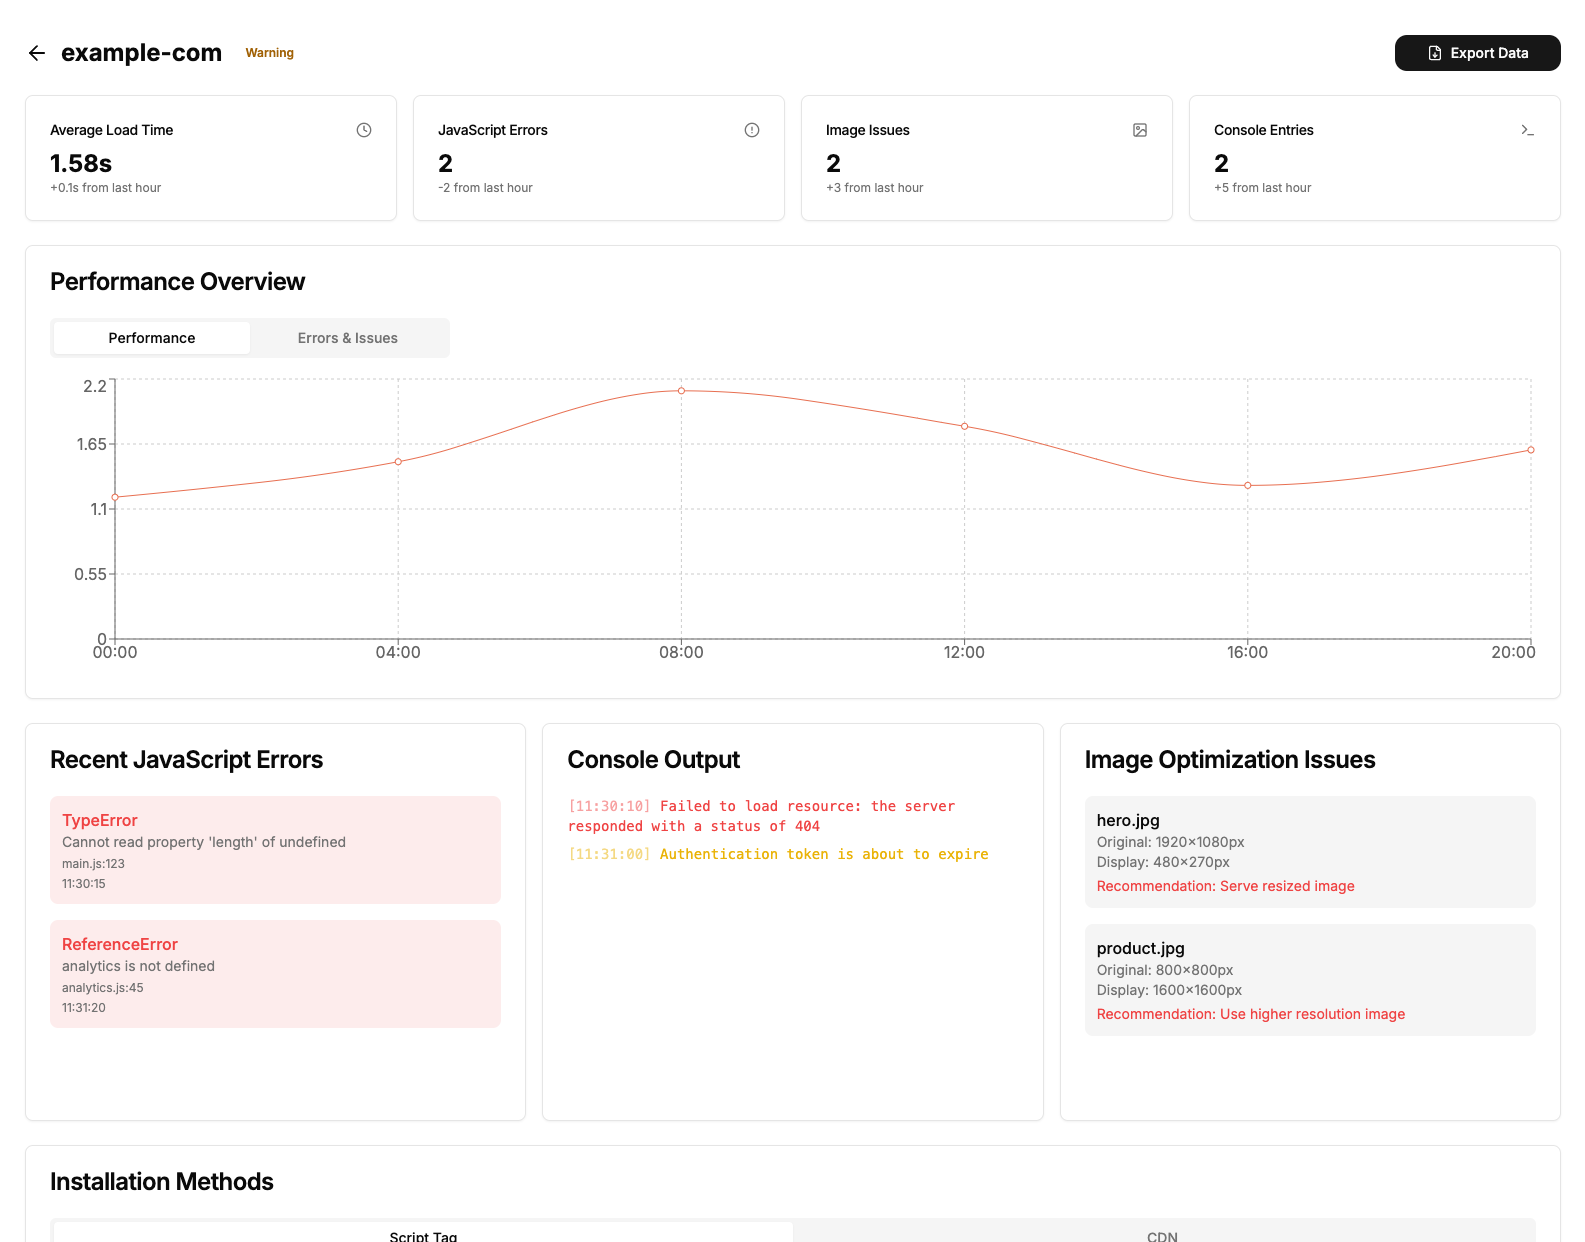 example-com
Warning
Export Data
Average Load Time
1.58s
+0.1s from last hour
JavaScript Errors
2
-2 from last hour
Image Issues
2
+3 from last hour
Console Entries
2
+5 from last hour
Performance Overview
Performance
Errors & Issues
2.2
1.65
1.1
0.55
0
00:00
04:00
08:00
12:00
16:00
20:00
Recent JavaScript Errors
TypeError
Cannot read property 'length' of undefined
main.js:123
11:30:15
ReferenceError
analytics is not defined
analytics.js:45
11:31:20
Console Output
[11:30:10] Failed to load resource: the server
responded with a status of 404
[11:31:00] Authentication token is about to expire
Image Optimization Issues
hero.jpg
Original: 1920×1080px
Display: 480×270px
Recommendation: Serve resized image
product.jpg
Original: 800×800px
Display: 1600×1600px
Recommendation: Use higher resolution image
Installation Methods
Script Tag
CDN